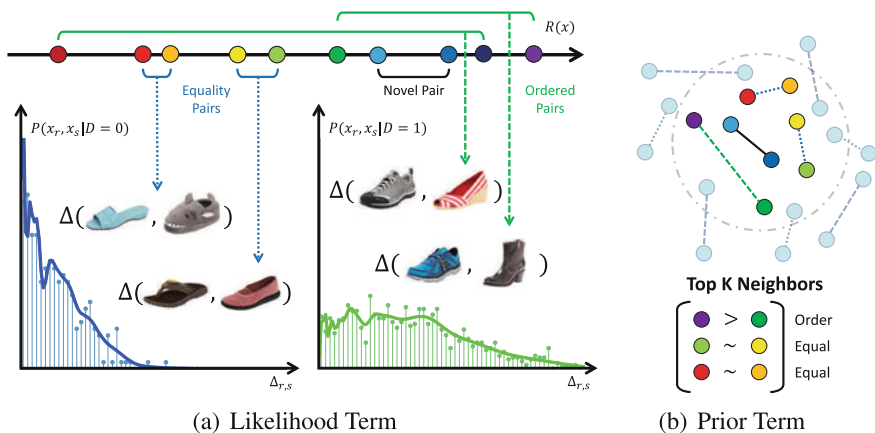 R(x)
Equality
Pairs
Novel Pair
Ordered
Pairs
P(x_r, x_s|D = 0)
P(x_r, x_s|D = 1)
Δ( , )
Δ( , )
Δ( , )
Δ( , )
Δ_{r,s}
Δ_{r,s}
(a) Likelihood Term
Top K Neighbors
> Order
~ Equal
~ Equal
(b) Prior Term